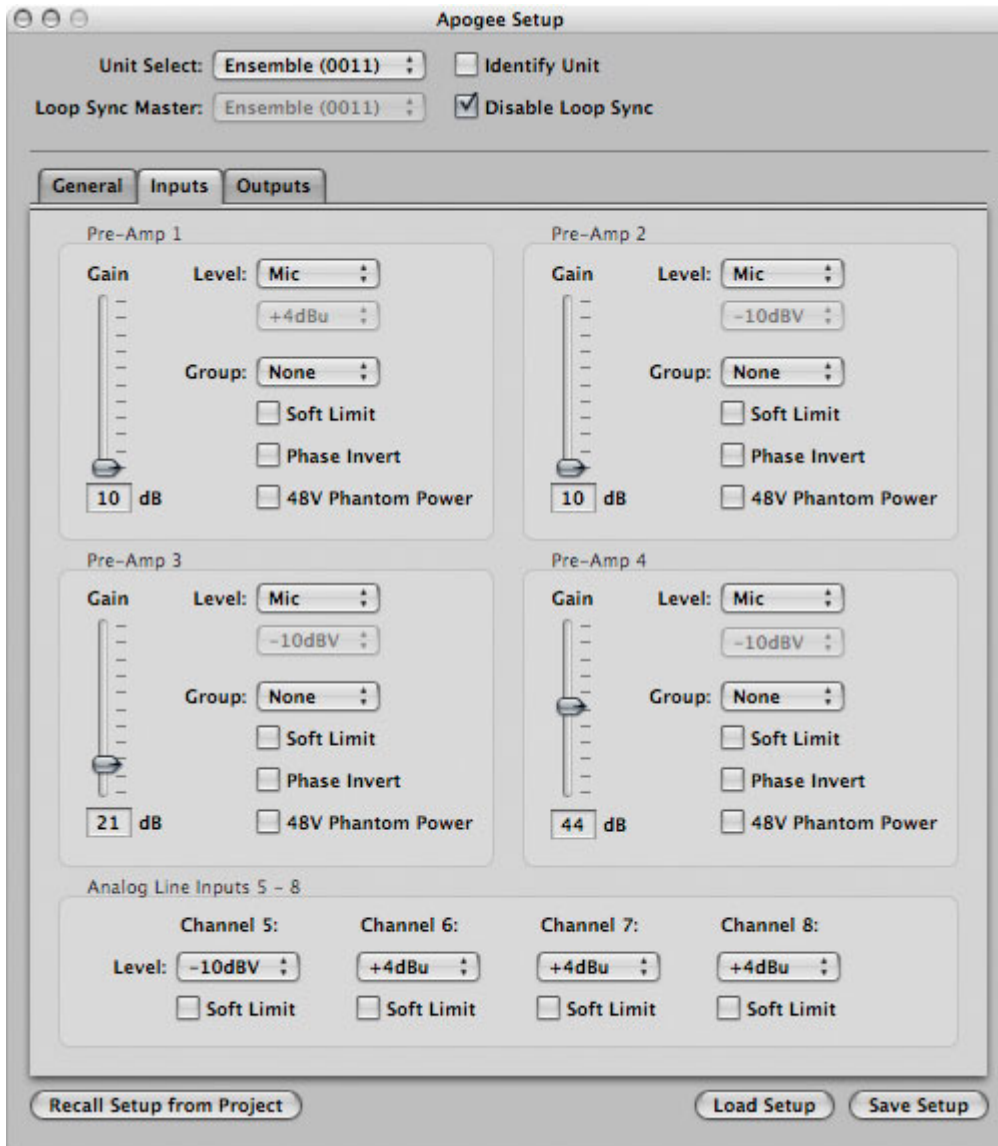 Apogee Setup
Unit Select: Ensemble (0011) Identify Unit
Loop Sync Master: Ensemble (0011) Disable Loop Sync
General Inputs Outputs
Pre-Amp 1
Gain Level: Mic
+4dBu
Group: None
Soft Limit
Phase Invert
10 dB 48V Phantom Power
Pre-Amp 2
Gain Level: Mic
-10dBV
Group: None
Soft Limit
Phase Invert
10 dB 48V Phantom Power
Pre-Amp 3
Gain Level: Mic
-10dBV
Group: None
Soft Limit
Phase Invert
21 dB 48V Phantom Power
Pre-Amp 4
Gain Level: Mic
-10dBV
Group: None
Soft Limit
Phase Invert
44 dB 48V Phantom Power
Analog Line Inputs 5 - 8
Channel 5: Channel 6: Channel 7: Channel 8:
Level: -10dBV +4dBu +4dBu +4dBu
Soft Limit Soft Limit Soft Limit Soft Limit
Recall Setup from Project Load Setup Save Setup